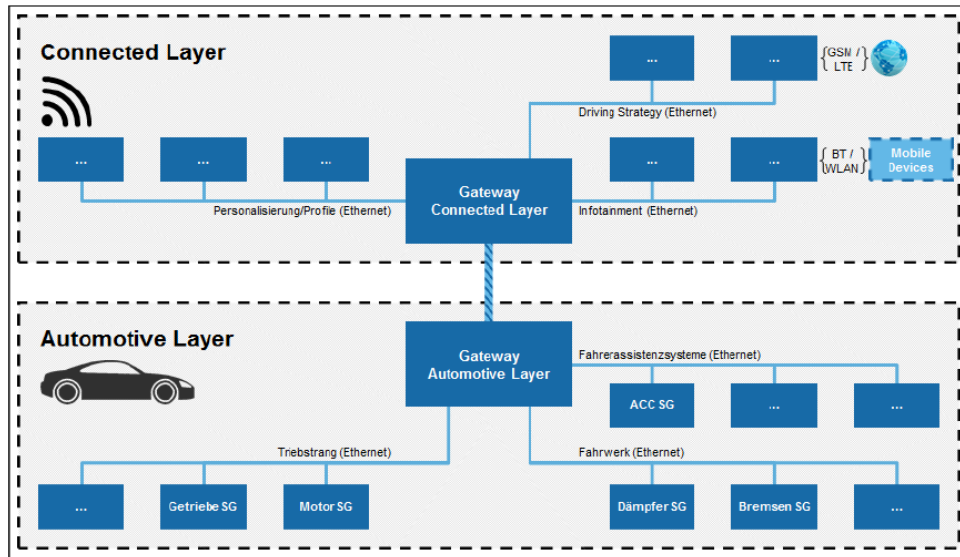 Connected Layer
...
...
{GSM /
LTE}
Driving Strategy (Ethernet)
...
...
...
Personalisierung/Profile (Ethernet)
Gateway
Connected Layer
...
...
{BT /
WLAN}
Mobile
Devices
Infotainment (Ethernet)
Automotive Layer
Gateway
Automotive Layer
Fahrerassistenzsysteme (Ethernet)
ACC SG
...
...
Triebstrang (Ethernet)
...
Getriebe SG
Motor SG
Fahrwerk (Ethernet)
Dämpfer SG
Bremsen SG
...